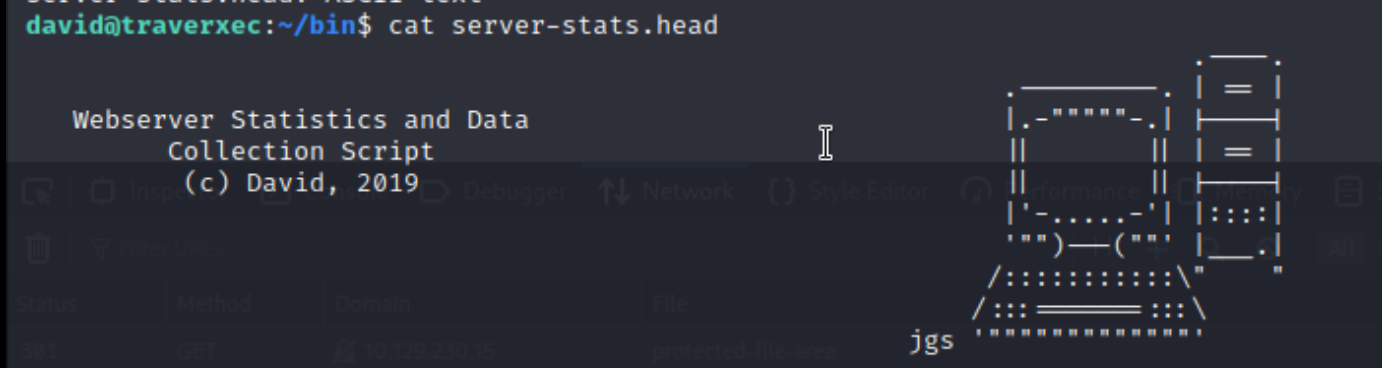 david@traverxec:~/bin$ cat server-stats.head
Webserver Statistics and Data
Collection Script
(c) David, 2019
jgs
Inspector Console Debugger Network Style Editor Performance Memory
Filter URLs All
Status Method Domain File
301 GET 10.129.230.15 protected-file-area